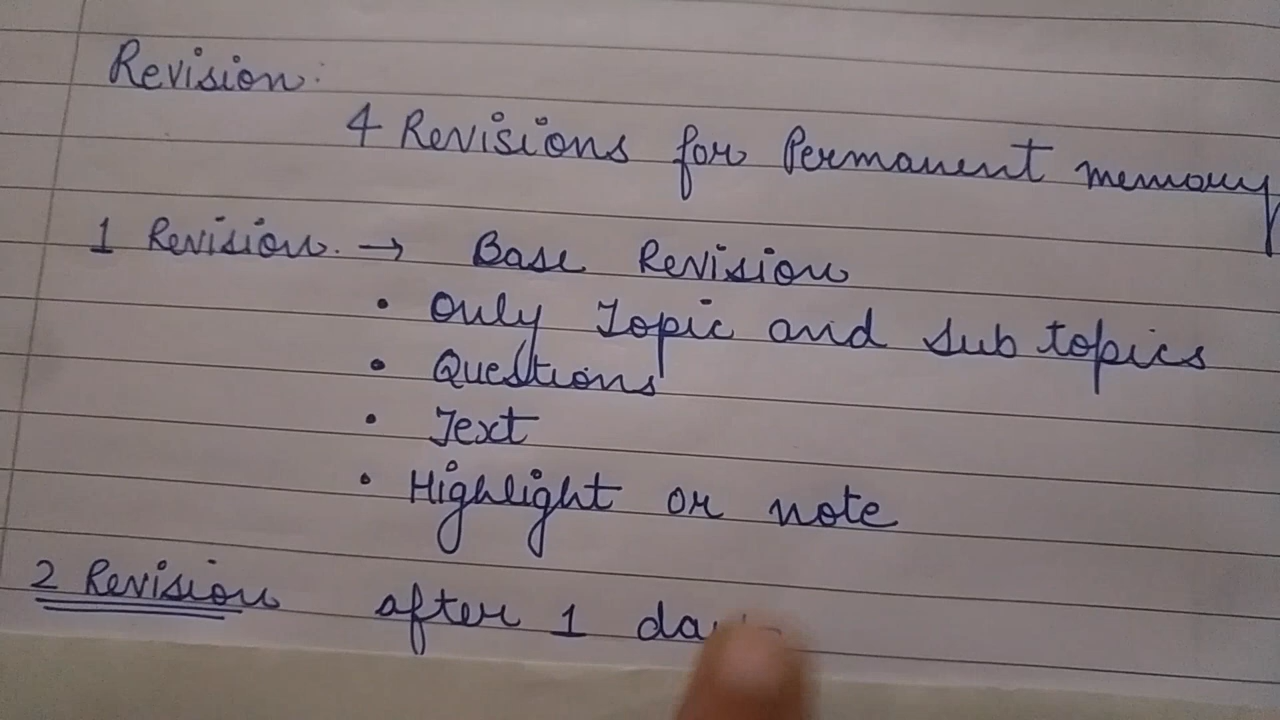 Revision:
4 Revisions for Permanent memory
1 Revision. → Base Revision
• Only Topic and Sub topics
• Questions
• Text
• Highlight or note
2 Revision after 1